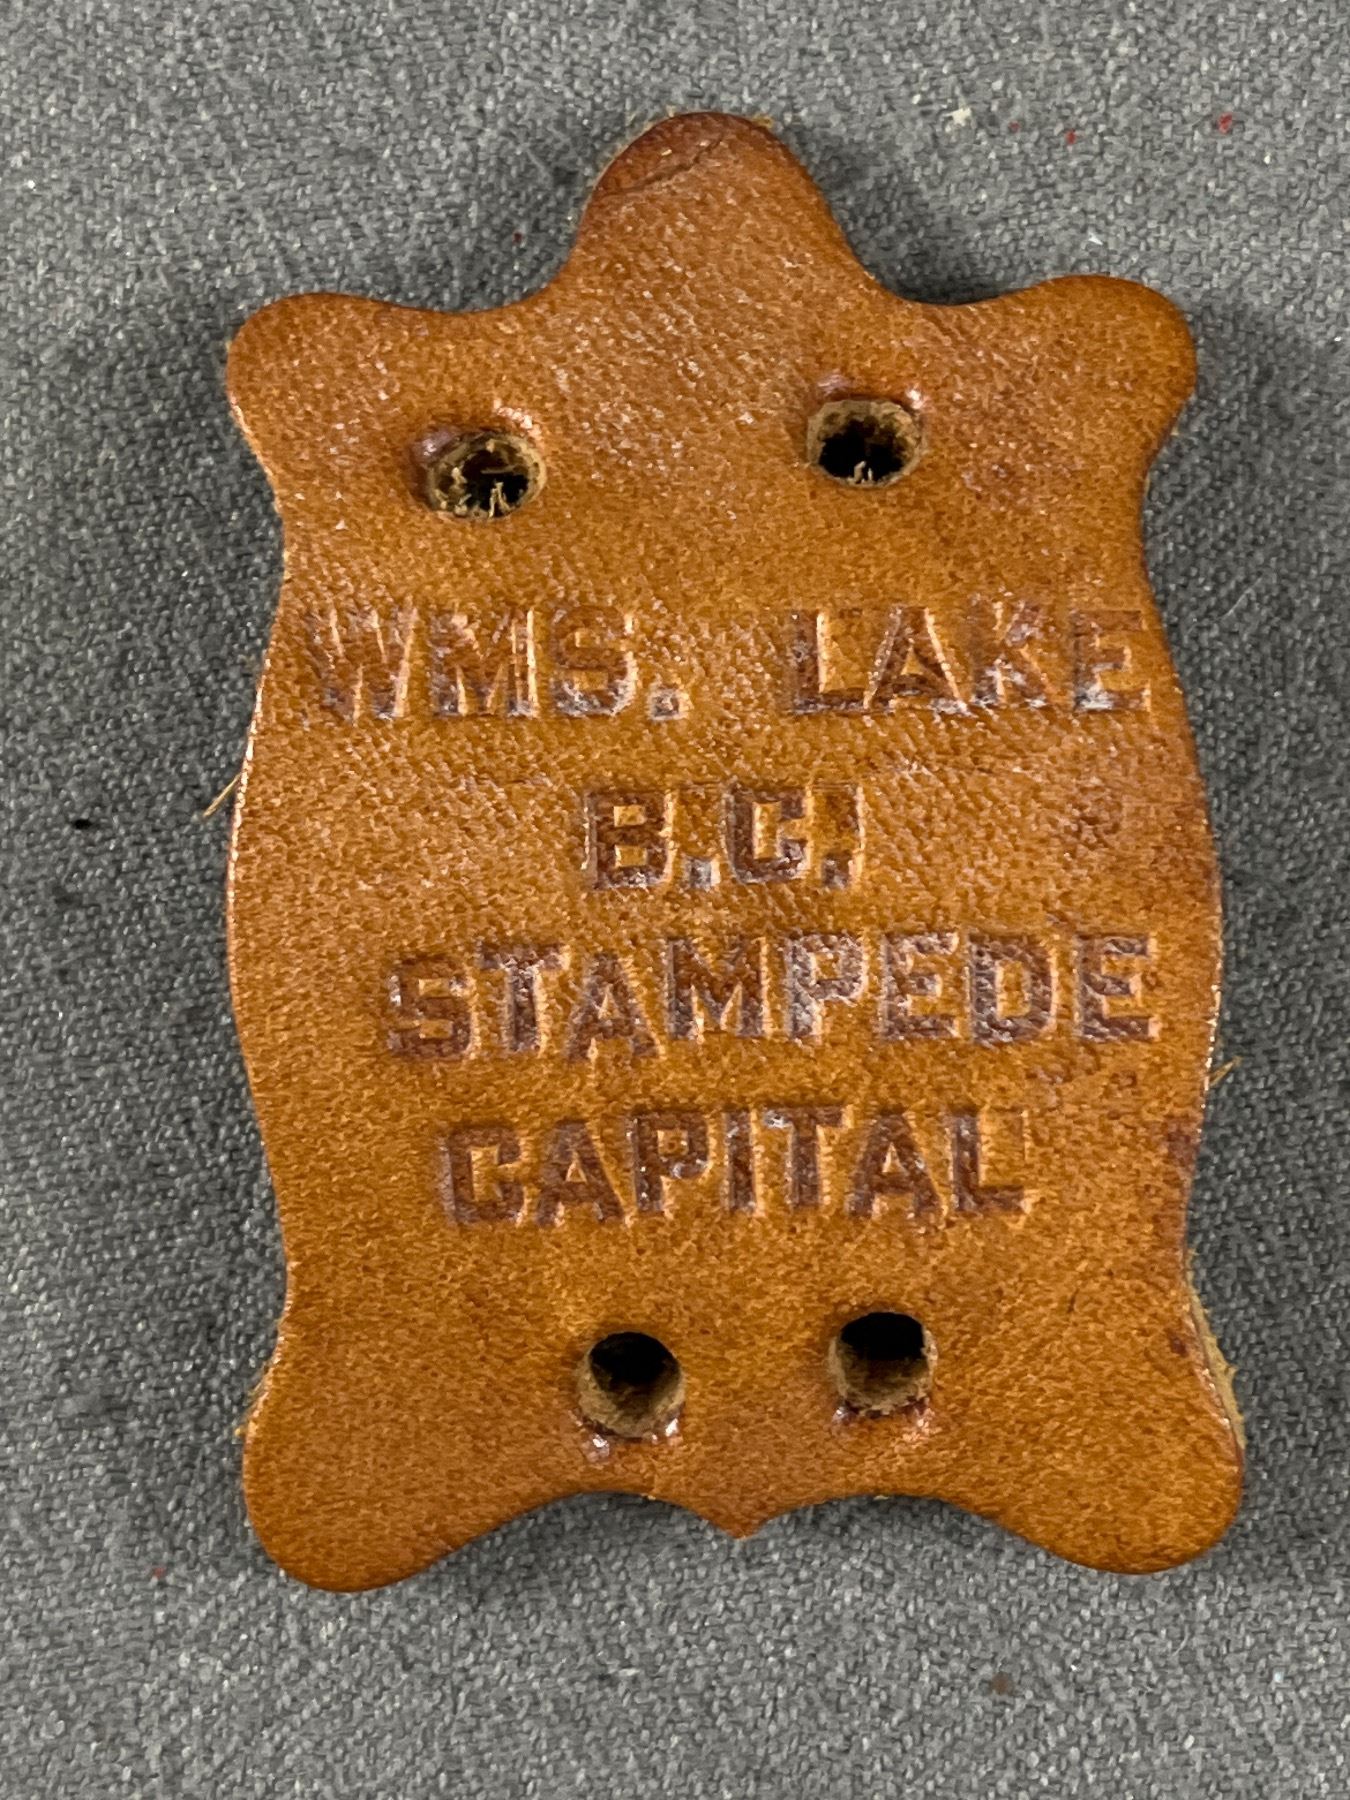 WMS. LAKE
B.C.
STAMPEDE
CAPITAL